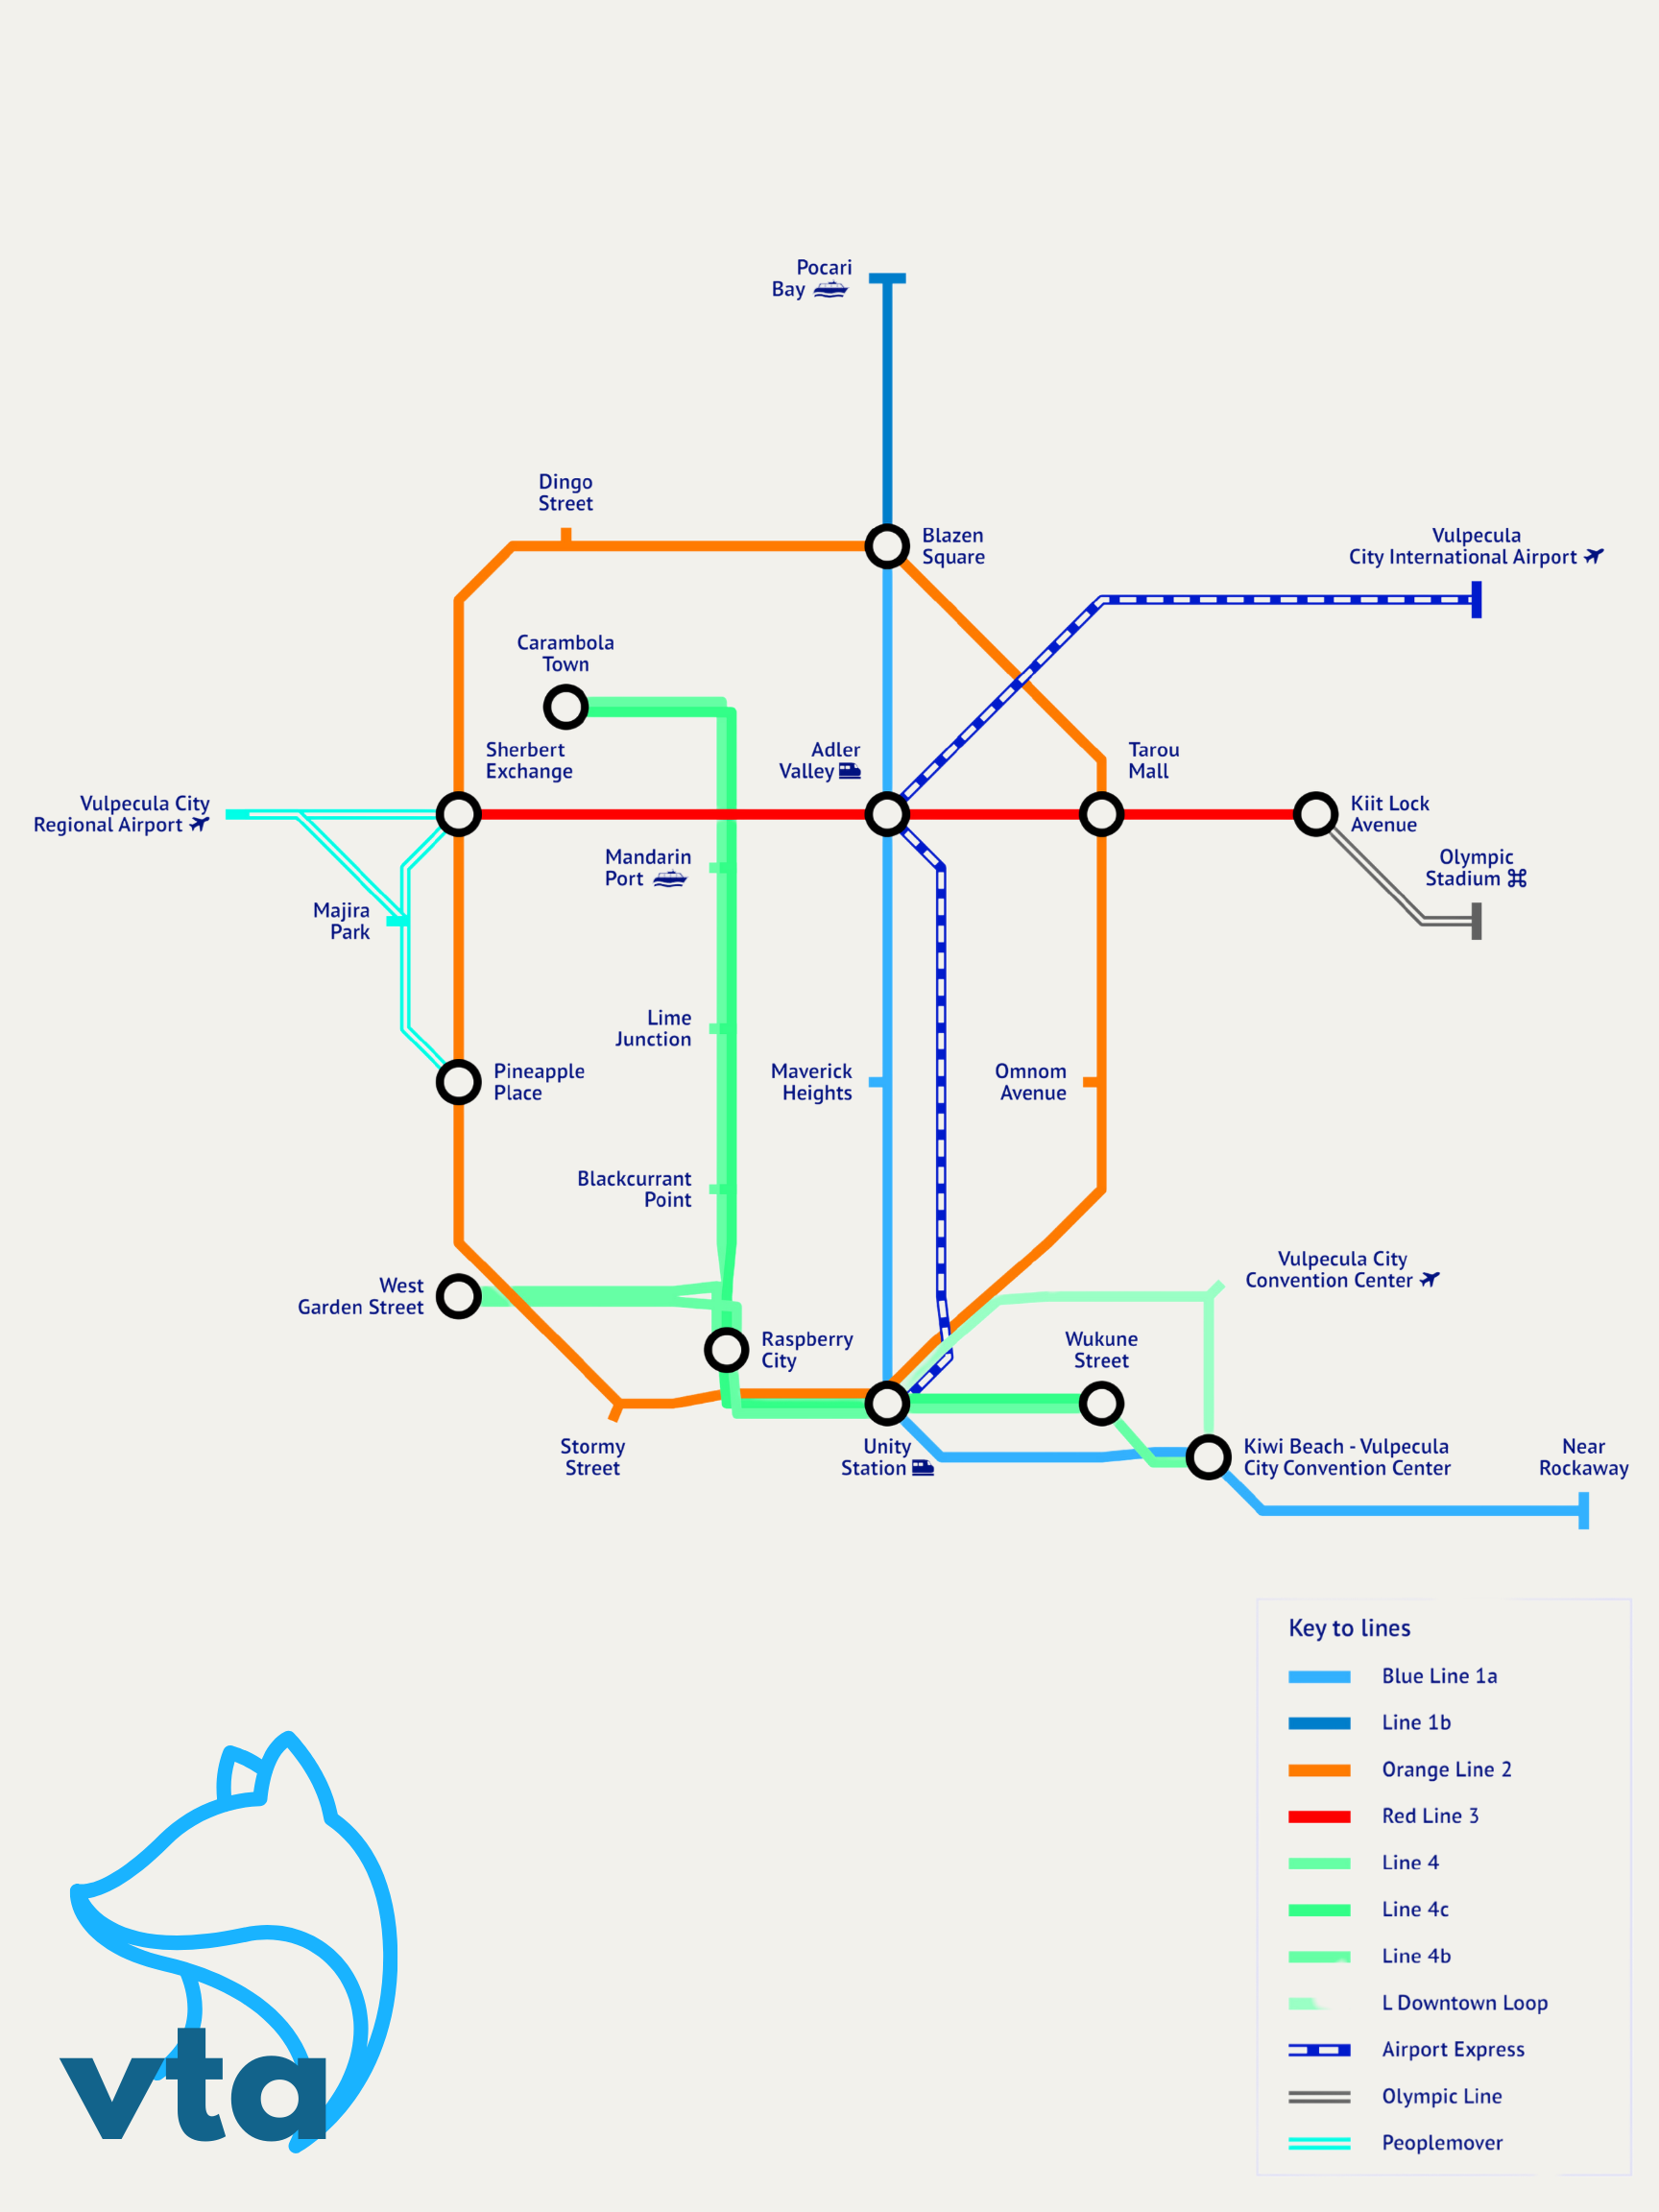 Pocari
Bay
Dingo
Street
Blazen
Square
Vulpecula
City International Airport
Carambola
Town
Sherbert
Exchange
Adler
Valley
Tarou
Mall
Vulpecula City
Regional Airport
Kiit Lock
Avenue
Mandarin
Port
Olympic
Stadium
Majira
Park
Lime
Junction
Pineapple
Place
Maverick
Heights
Omnom
Avenue
Blackcurrant
Point
West
Garden Street
Vulpecula City
Convention Center
Raspberry
City
Wukune
Street
Stormy
Street
Unity
Station
Kiwi Beach - Vulpecula
City Convention Center
Near
Rockaway
Key to lines
Blue Line 1a
Line 1b
Orange Line 2
Red Line 3
Line 4
Line 4c
Line 4b
L Downtown Loop
Airport Express
Olympic Line
Peoplemover
vta